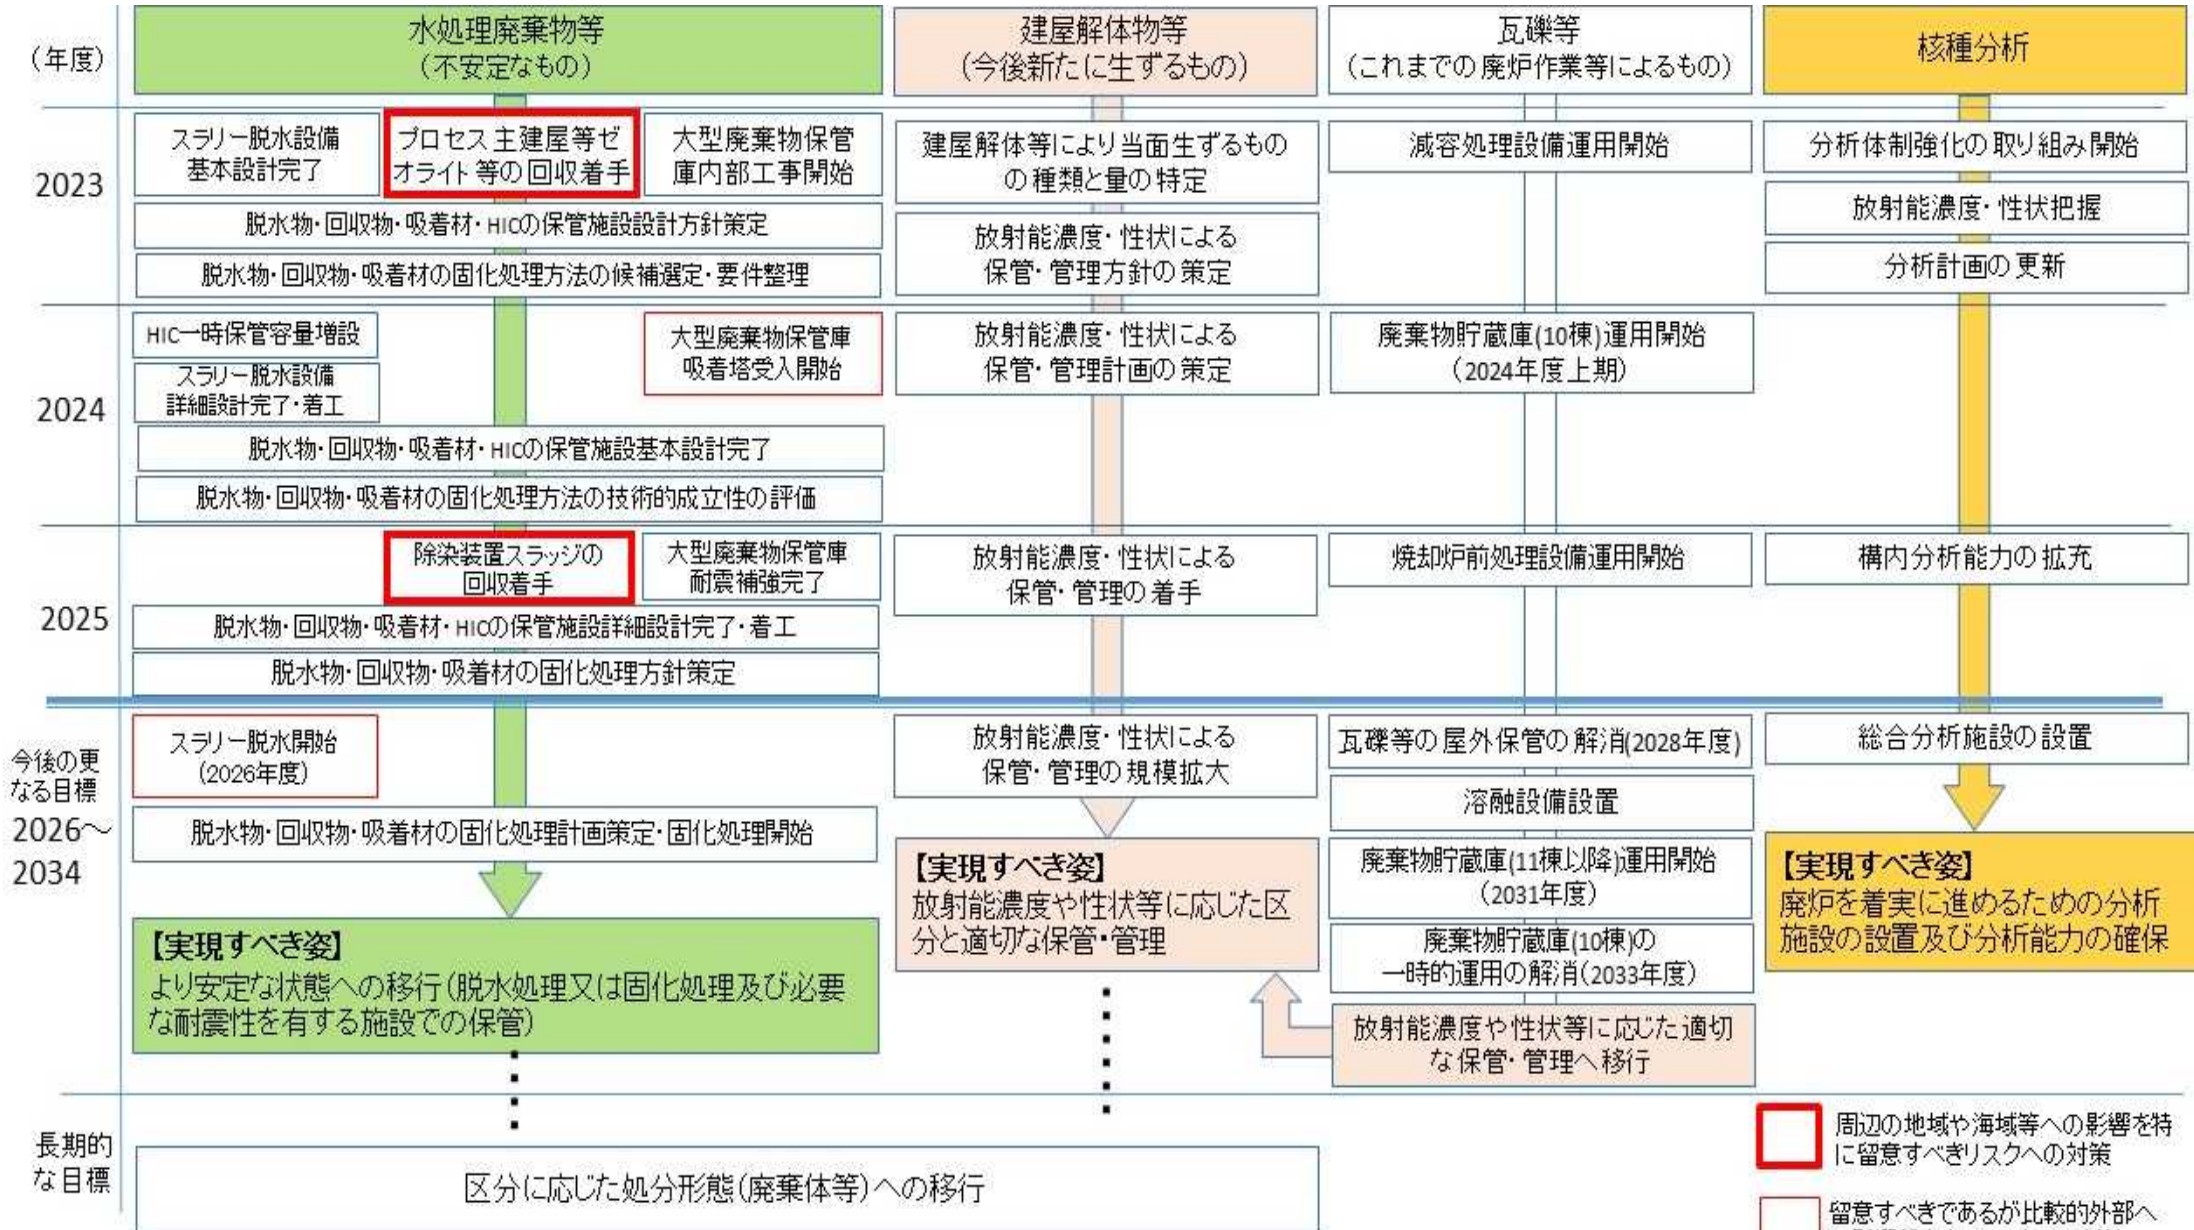 (年度)
水処理廃棄物等
(不安定なもの)
建屋解体物等
(今後新たに生ずるもの)
瓦礫等
(これまでの廃炉作業等によるもの)
核種分析
2023
スラリー脱水設備
基本設計完了
プロセス主建屋等ゼ
オライト等の回収着手
大型廃棄物保管
庫内部工事開始
脱水物・回収物・吸着材・HICの保管施設設計方針策定
脱水物・回収物・吸着材の固化処理方法の候補選定・要件整理
建屋解体等により当面生ずるもの
の種類と量の特定
放射能濃度・性状による
保管・管理方針の策定
減容処理設備運用開始
分析体制強化の取り組み開始
放射能濃度・性状把握
分析計画の更新
2024
HIC一時保管容量増設
スラリー脱水設備
詳細設計完了・着工
大型廃棄物保管庫
吸着塔受入開始
脱水物・回収物・吸着材・HICの保管施設基本設計完了
脱水物・回収物・吸着材の固化処理方法の技術的成立性の評価
放射能濃度・性状による
保管・管理計画の策定
廃棄物貯蔵庫(10棟)運用開始
(2024年度上期)
2025
除染装置スラッジの
回収着手
大型廃棄物保管庫
耐震補強完了
脱水物・回収物・吸着材・HICの保管施設詳細設計完了・着工
脱水物・回収物・吸着材の固化処理方針策定
放射能濃度・性状による
保管・管理の着手
焼却炉前処理設備運用開始
構内分析能力の拡充
今後の更
なる目標
2026～
2034
スラリー脱水開始
(2026年度)
脱水物・回収物・吸着材の固化処理計画策定・固化処理開始
【実現すべき姿】
より安定な状態への移行(脱水処理又は固化処理及び必要
な耐震性を有する施設での保管)
放射能濃度・性状による
保管・管理の規模拡大
【実現すべき姿】
放射能濃度や性状等に応じた区
分と適切な保管・管理
瓦礫等の屋外保管の解消(2028年度)
溶融設備設置
廃棄物貯蔵庫(11棟以降)運用開始
(2031年度)
廃棄物貯蔵庫(10棟)の
一時的運用の解消(2033年度)
放射能濃度や性状等に応じた適切
な保管・管理へ移行
総合分析施設の設置
【実現すべき姿】
廃炉を着実に進めるための分析
施設の設置及び分析能力の確保
長期的
な目標
区分に応じた処分形態(廃棄体等)への移行
周辺の地域や海域等への影響を特
に留意すべきリスクへの対策
留意すべきであるが比較的外部へ